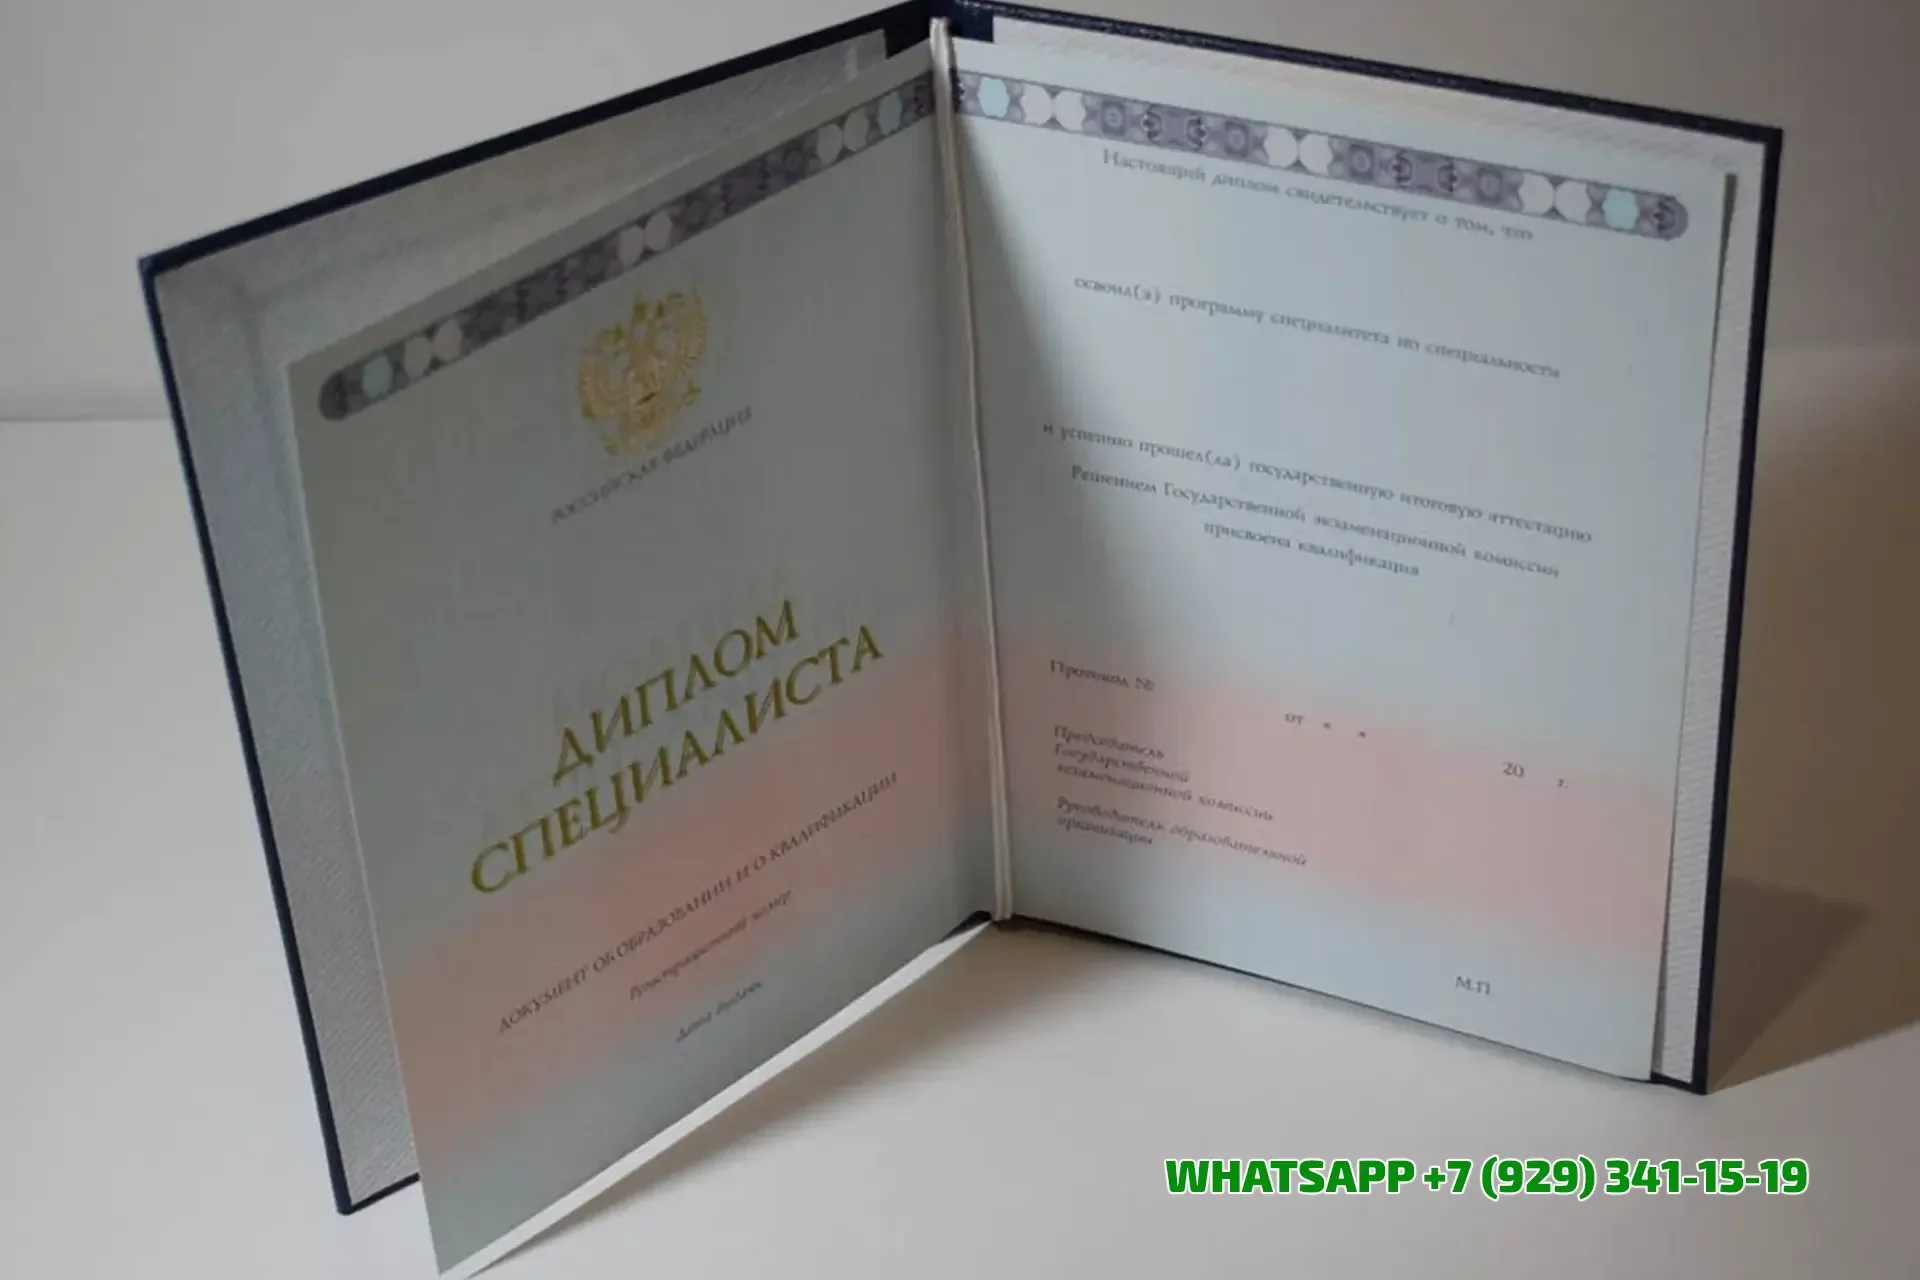 РОССИЙСКАЯ ФЕДЕРАЦИЯ
ДИПЛОМ
СПЕЦИАЛИСТА
ДОКУМЕНТ ОБ ОБРАЗОВАНИИ И О КВАЛИФИКАЦИИ
Регистрационный номер
Дата выдачи
Настоящий диплом свидетельствует о том, что
освоил(а) программу специалитета по специальности
и успешно прошел(ла) государственную итоговую аттестацию
Решением Государственной экзаменационной комиссии
присвоена квалификация
Протокол №
от « » 20 г.
Председатель
Государственной
экзаменационной комиссии
Руководитель образовательной
организации
М.П.
WHATSAPP +7 (929) 341-15-19